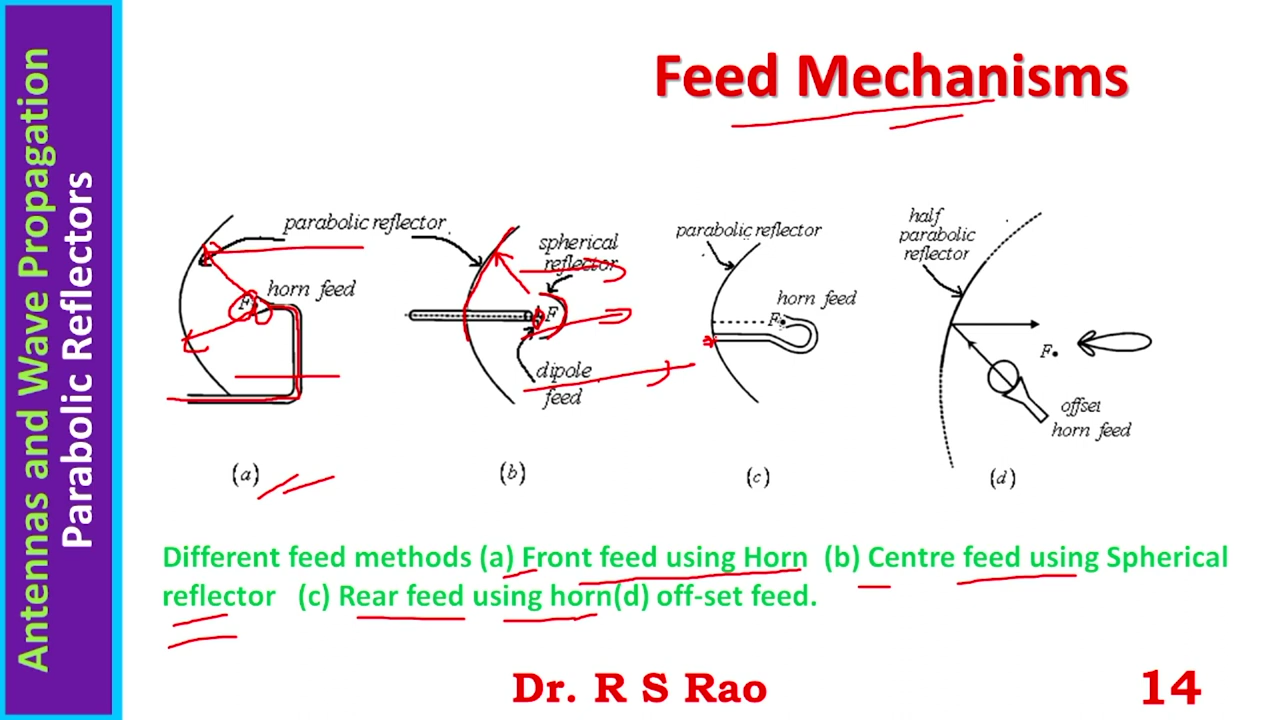 Antennas and Wave Propagation
Parabolic Reflectors
Feed Mechanisms
parabolic reflector
horn feed
F
(a)
spherical
reflector
F
dipole
feed
(b)
parabolic reflector
horn feed
F
(c)
half
parabolic
reflector
F
offset
horn feed
(d)
Different feed methods (a) Front feed using Horn (b) Centre feed using Spherical
reflector (c) Rear feed using horn(d) off-set feed.
Dr. R S Rao
14